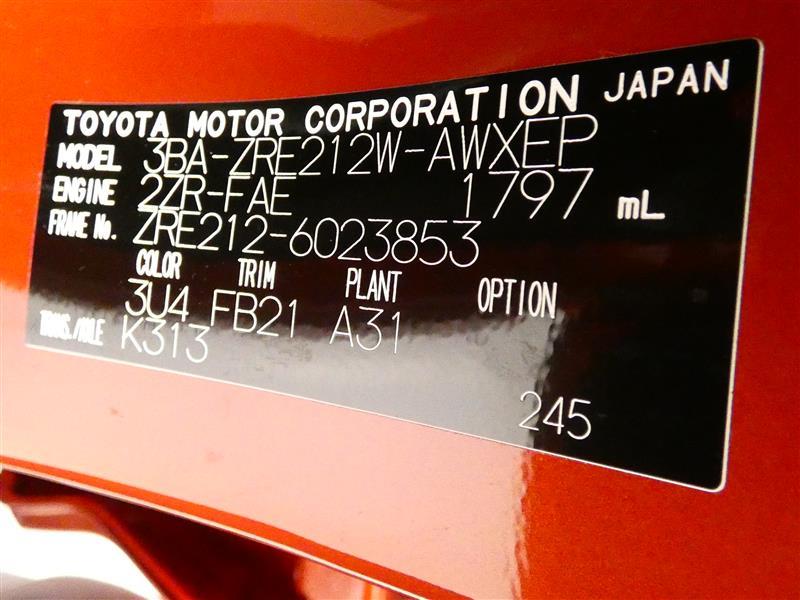 TOYOTA MOTOR CORPORATION JAPAN
MODEL 3BA-ZRE212W-AWXEP
ENGINE 2ZR-FAE 1797 mL
FRAME No. ZRE212-6023853
COLOR TRIM PLANT OPTION
3U4 FB21 A31
TRANS./AXLE K313
245